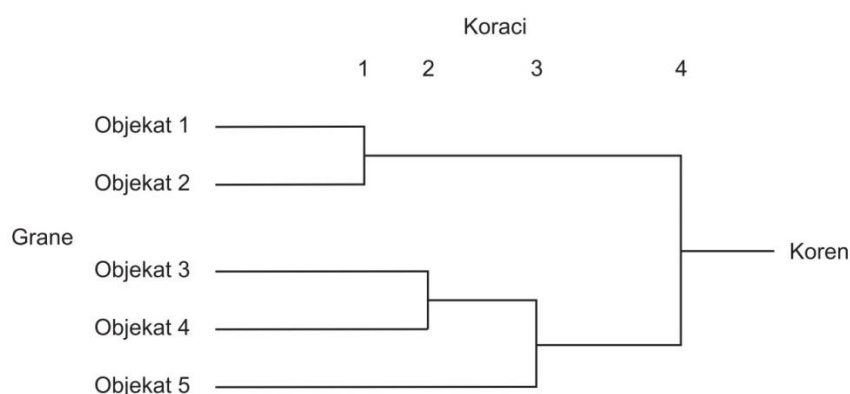 Koraci
1 2 3 4
Objekat 1
Objekat 2
Grane
Objekat 3
Koren
Objekat 4
Objekat 5